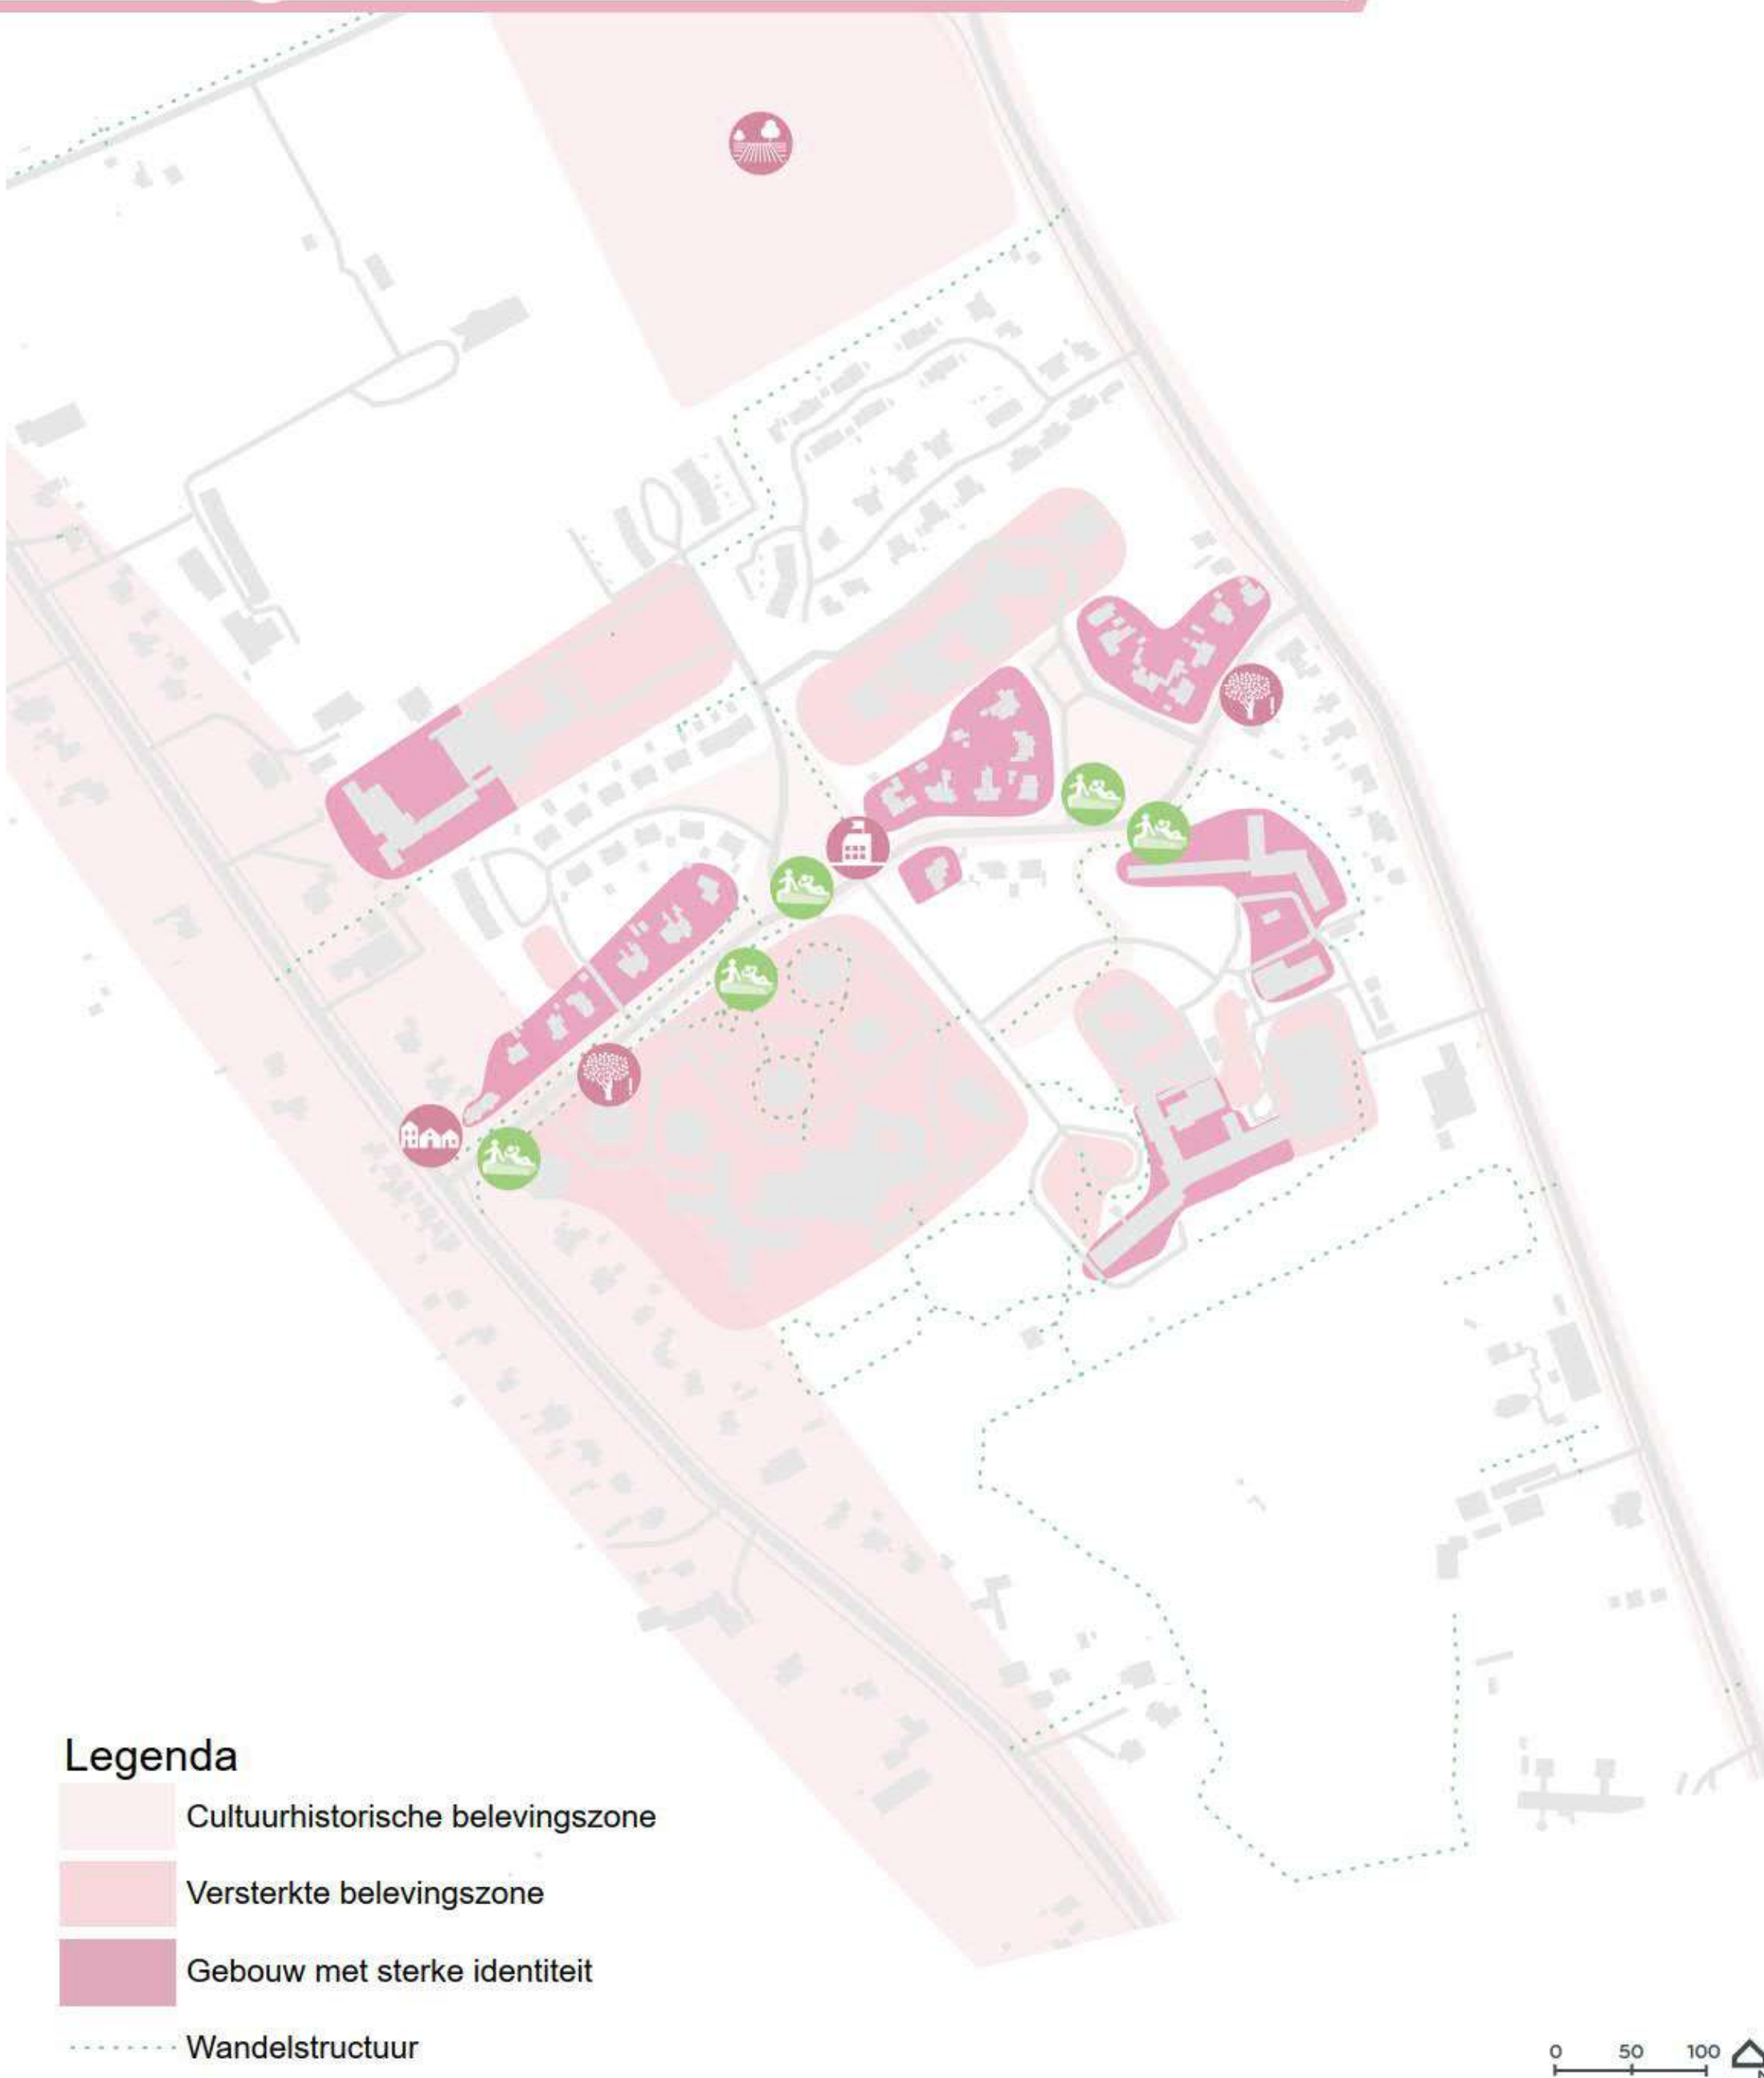 Legenda
Cultuurhistorische belevingszone
Versterkte belevingszone
Gebouw met sterke identiteit
Wandelstructuur
0 50 100